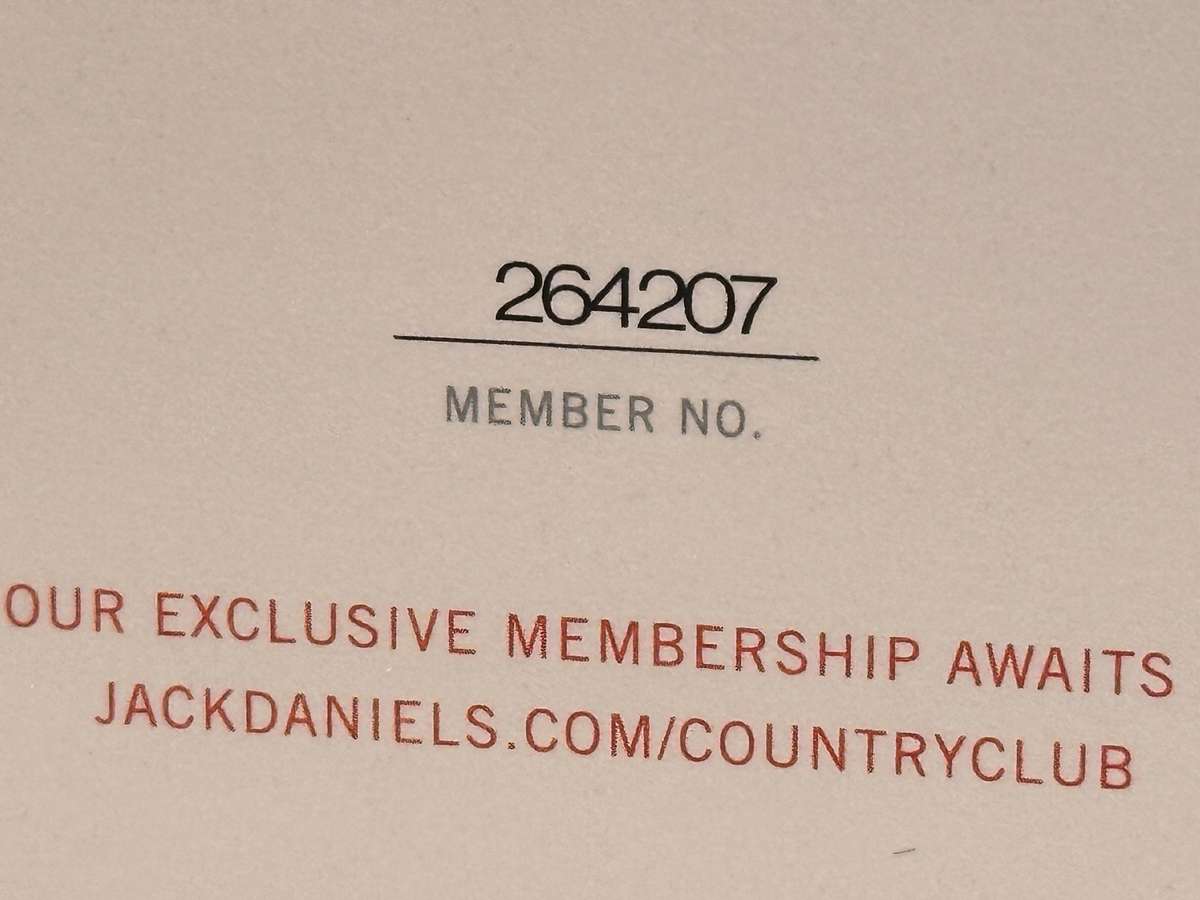 264207
MEMBER NO.
OUR EXCLUSIVE MEMBERSHIP AWAITS
JACKDANIELS.COM/COUNTRYCLUB